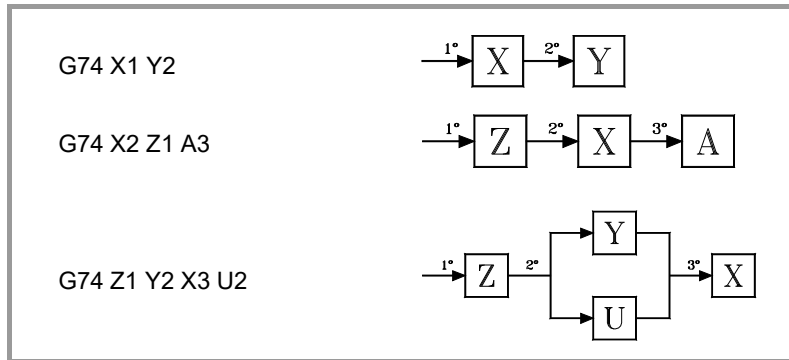 G74 X1 Y2
1° X 2° Y
G74 X2 Z1 A3
1° Z 2° X 3° A
G74 Z1 Y2 X3 U2
1° Z 2° Y U 3° X